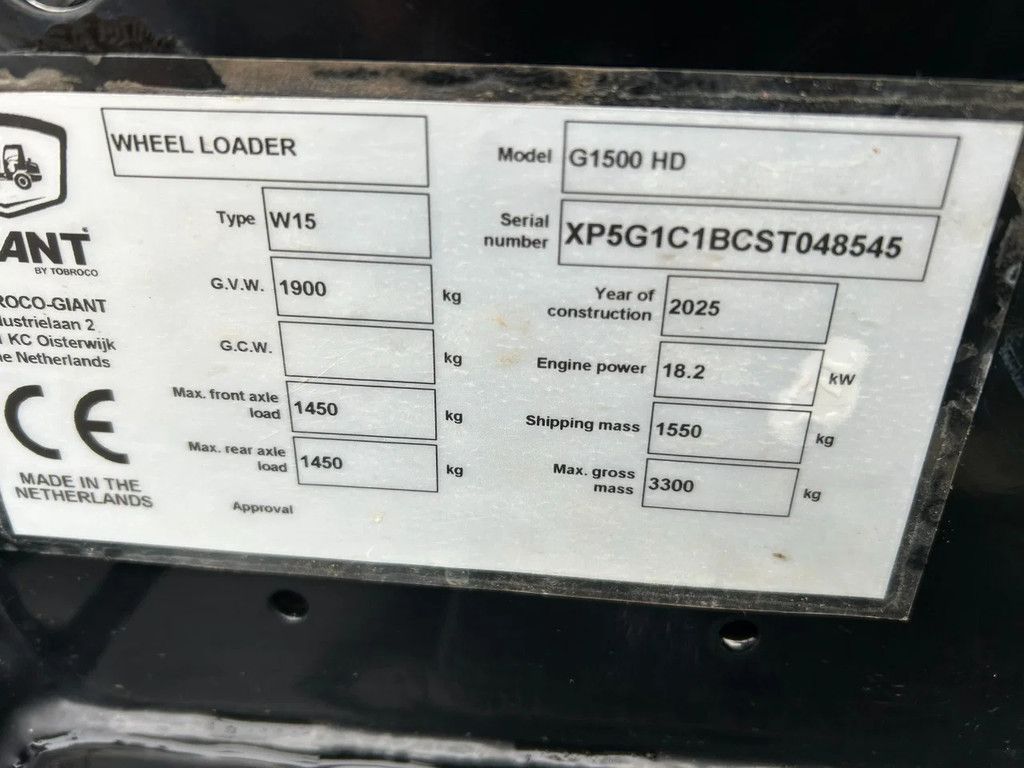 WHEEL LOADER
Model G1500 HD
Type W15
Serial number XP5G1C1BCST048545
G.V.W. 1900 kg
Year of construction 2025
G.C.W. kg
Engine power 18.2 kW
Max. front axle load 1450 kg
Shipping mass 1550 kg
Max. rear axle load 1450 kg
Max. gross mass 3300 kg
Approval
ANT
BY TOBROCO
ROCO-GIANT
dustrielaan 2
KC Oisterwijk
he Netherlands
CE
MADE IN THE
NETHERLANDS